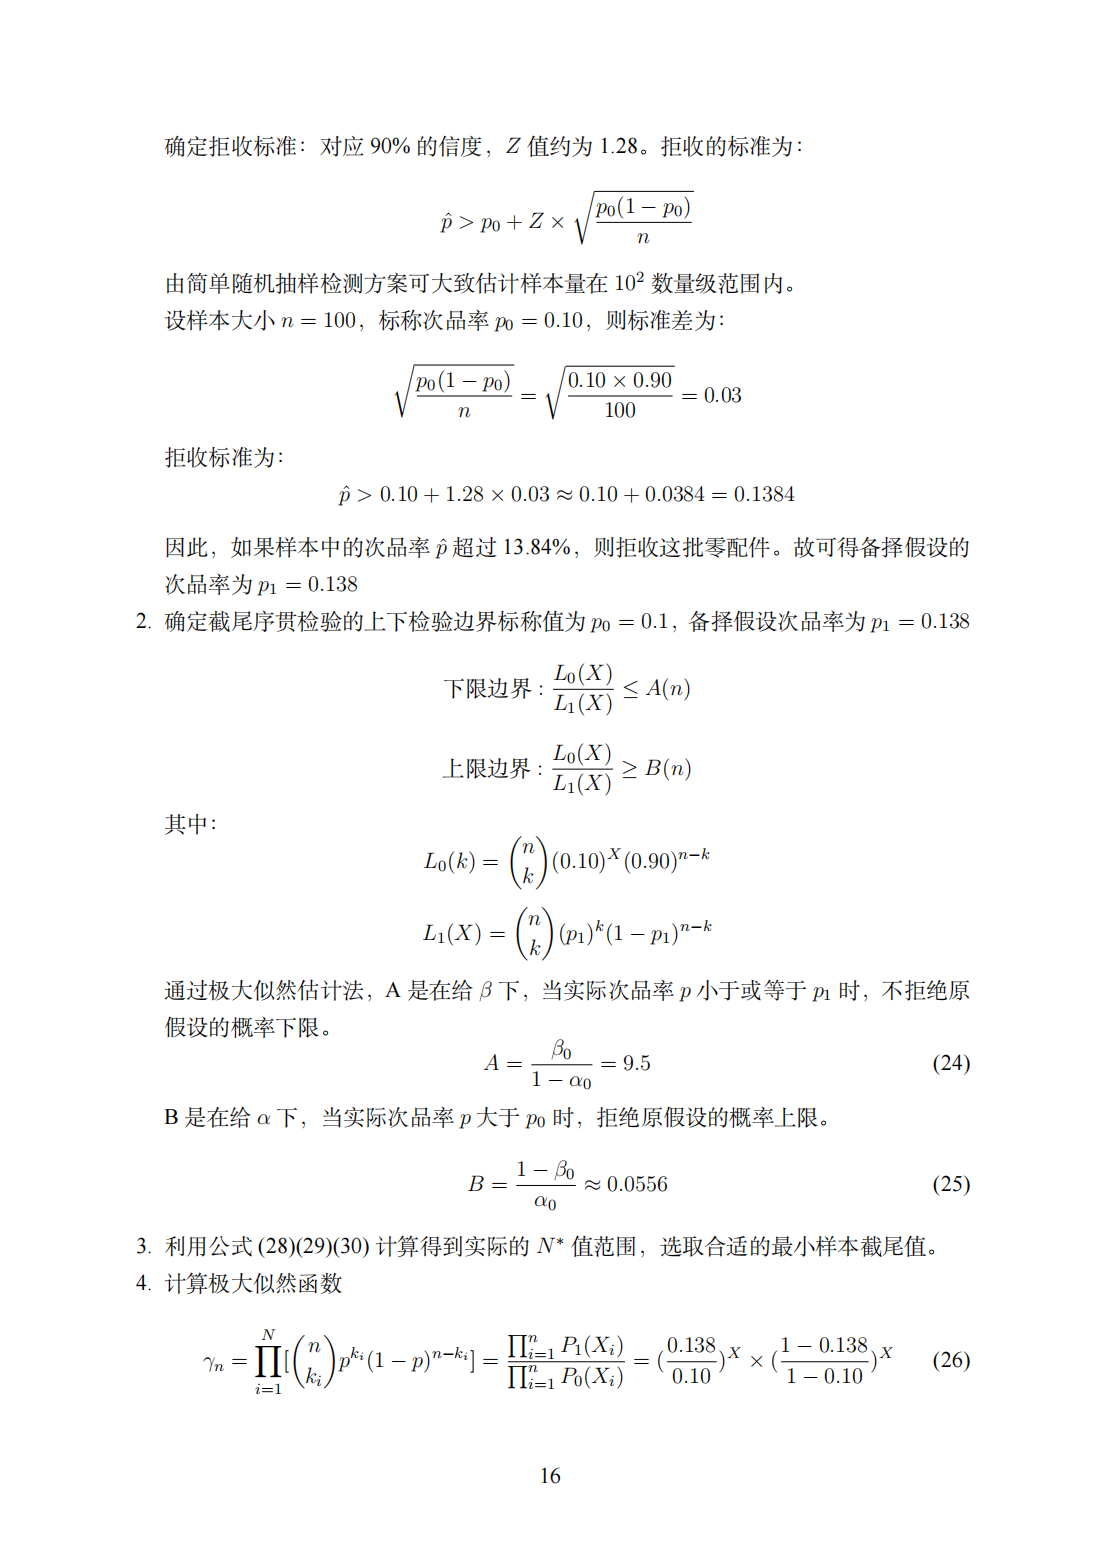 确定拒收标准：对应 90% 的信度，Z 值约为 1.28。拒收的标准为：
$\hat{p} > p_0 + Z \times \sqrt{\frac{p_0(1-p_0)}{n}}$
由简单随机抽样检测方案可大致估计样本量在 $10^2$ 数量级范围内。
设样本大小 $n = 100$，标称次品率 $p_0 = 0.10$，则标准差为：
$\sqrt{\frac{p_0(1-p_0)}{n}} = \sqrt{\frac{0.10 \times 0.90}{100}} = 0.03$
拒收标准为：
$\hat{p} > 0.10 + 1.28 \times 0.03 \approx 0.10 + 0.0384 = 0.1384$
因此，如果样本中的次品率 $\hat{p}$ 超过 13.84%，则拒收这批零配件。故可得备择假设的
次品率为 $p_1 = 0.138$
2. 确定截尾序贯检验的上下检验边界标称值为 $p_0 = 0.1$，备择假设次品率为 $p_1 = 0.138$
下限边界 : $\frac{L_0(X)}{L_1(X)} \leq A(n)$
上限边界 : $\frac{L_0(X)}{L_1(X)} \geq B(n)$
其中：
$L_0(k) = \binom{n}{k}(0.10)^X(0.90)^{n-k}$
$L_1(X) = \binom{n}{k}(p_1)^k(1-p_1)^{n-k}$
通过极大似然估计法，A 是在给 $\beta$ 下，当实际次品率 $p$ 小于或等于 $p_1$ 时，不拒绝原
假设的概率下限。
$A = \frac{\beta_0}{1-\alpha_0} = 9.5$ (24)
B 是在给 $\alpha$ 下，当实际次品率 $p$ 大于 $p_0$ 时，拒绝原假设的概率上限。
$B = \frac{1-\beta_0}{\alpha_0} \approx 0.0556$ (25)
3. 利用公式 (28)(29)(30) 计算得到实际的 $N^*$ 值范围，选取合适的最小样本截尾值。
4. 计算极大似然函数
$\gamma_n = \prod_{i=1}^{N}[\binom{n}{k_i}p^{k_i}(1-p)^{n-k_i}] = \frac{\prod_{i=1}^{n}P_1(X_i)}{\prod_{i=1}^{n}P_0(X_i)} = (\frac{0.138}{0.10})^X \times (\frac{1-0.138}{1-0.10})^X$ (26)
16